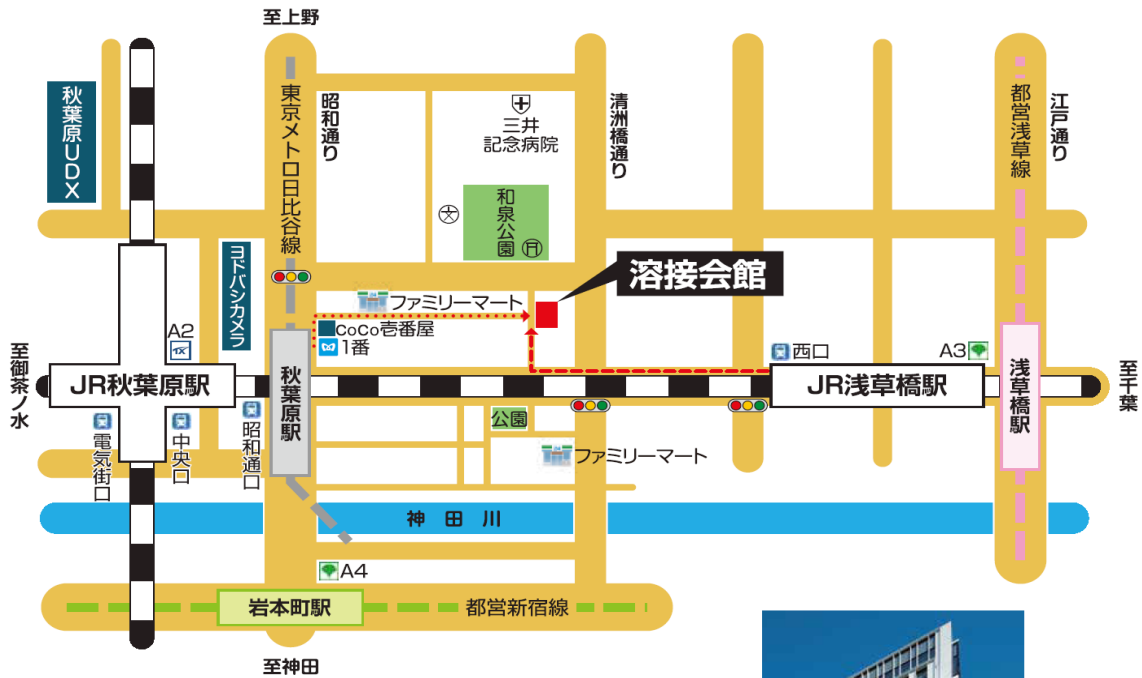 至上野
秋葉原UDX
東京メトロ日比谷線
昭和通り
三井
記念病院
清洲橋通り
都営浅草線
江戸通り
和泉公園
ヨドバシカメラ
溶接会館
ファミリーマート
CoCo壱番屋
1番
A2
TX
至御茶ノ水
JR秋葉原駅
秋葉原駅
西口
JR浅草橋駅
A3
浅草橋駅
至千葉
電気街口
中央口
昭和通口
公園
ファミリーマート
神田川
A4
岩本町駅
都営新宿線
至神田